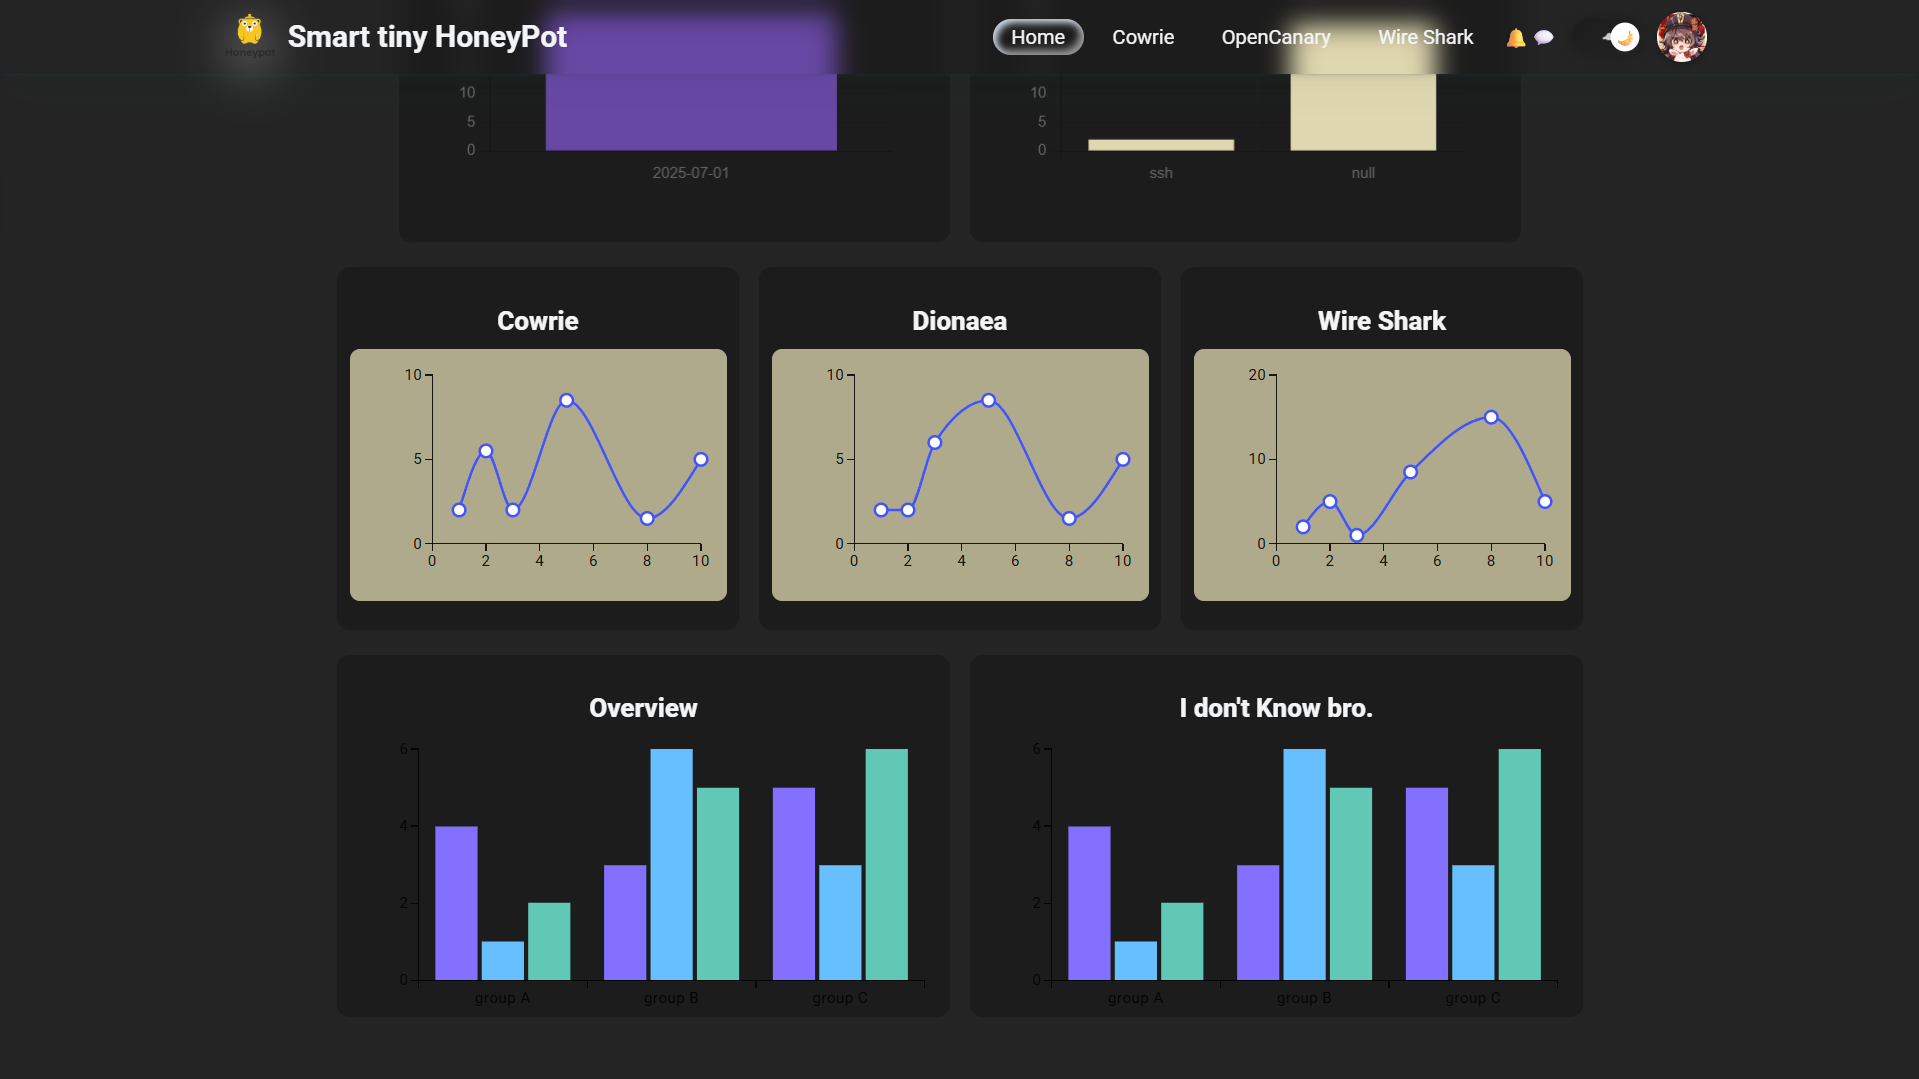 Honeypot
Smart tiny HoneyPot
Home Cowrie OpenCanary Wire Shark
10
5
0
2025-07-01
10
5
0
ssh null
Cowrie
10
5
0
0 2 4 6 8 10
Dionaea
10
5
0
0 2 4 6 8 10
Wire Shark
20
10
0
0 2 4 6 8 10
Overview
6
4
2
0
group A group B group C
I don't Know bro.
6
4
2
0
group A group B group C